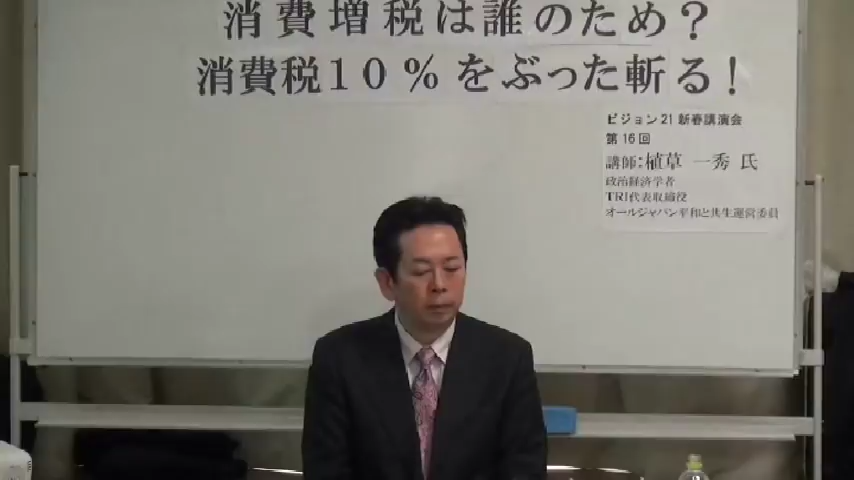 消費増税は誰のため？
消費税１０％をぶった斬る！
ビジョン21 新春講演会
第16回
講師：植草 一秀 氏
政治経済学者
TRI代表取締役
オールジャパン平和と共生運営委員